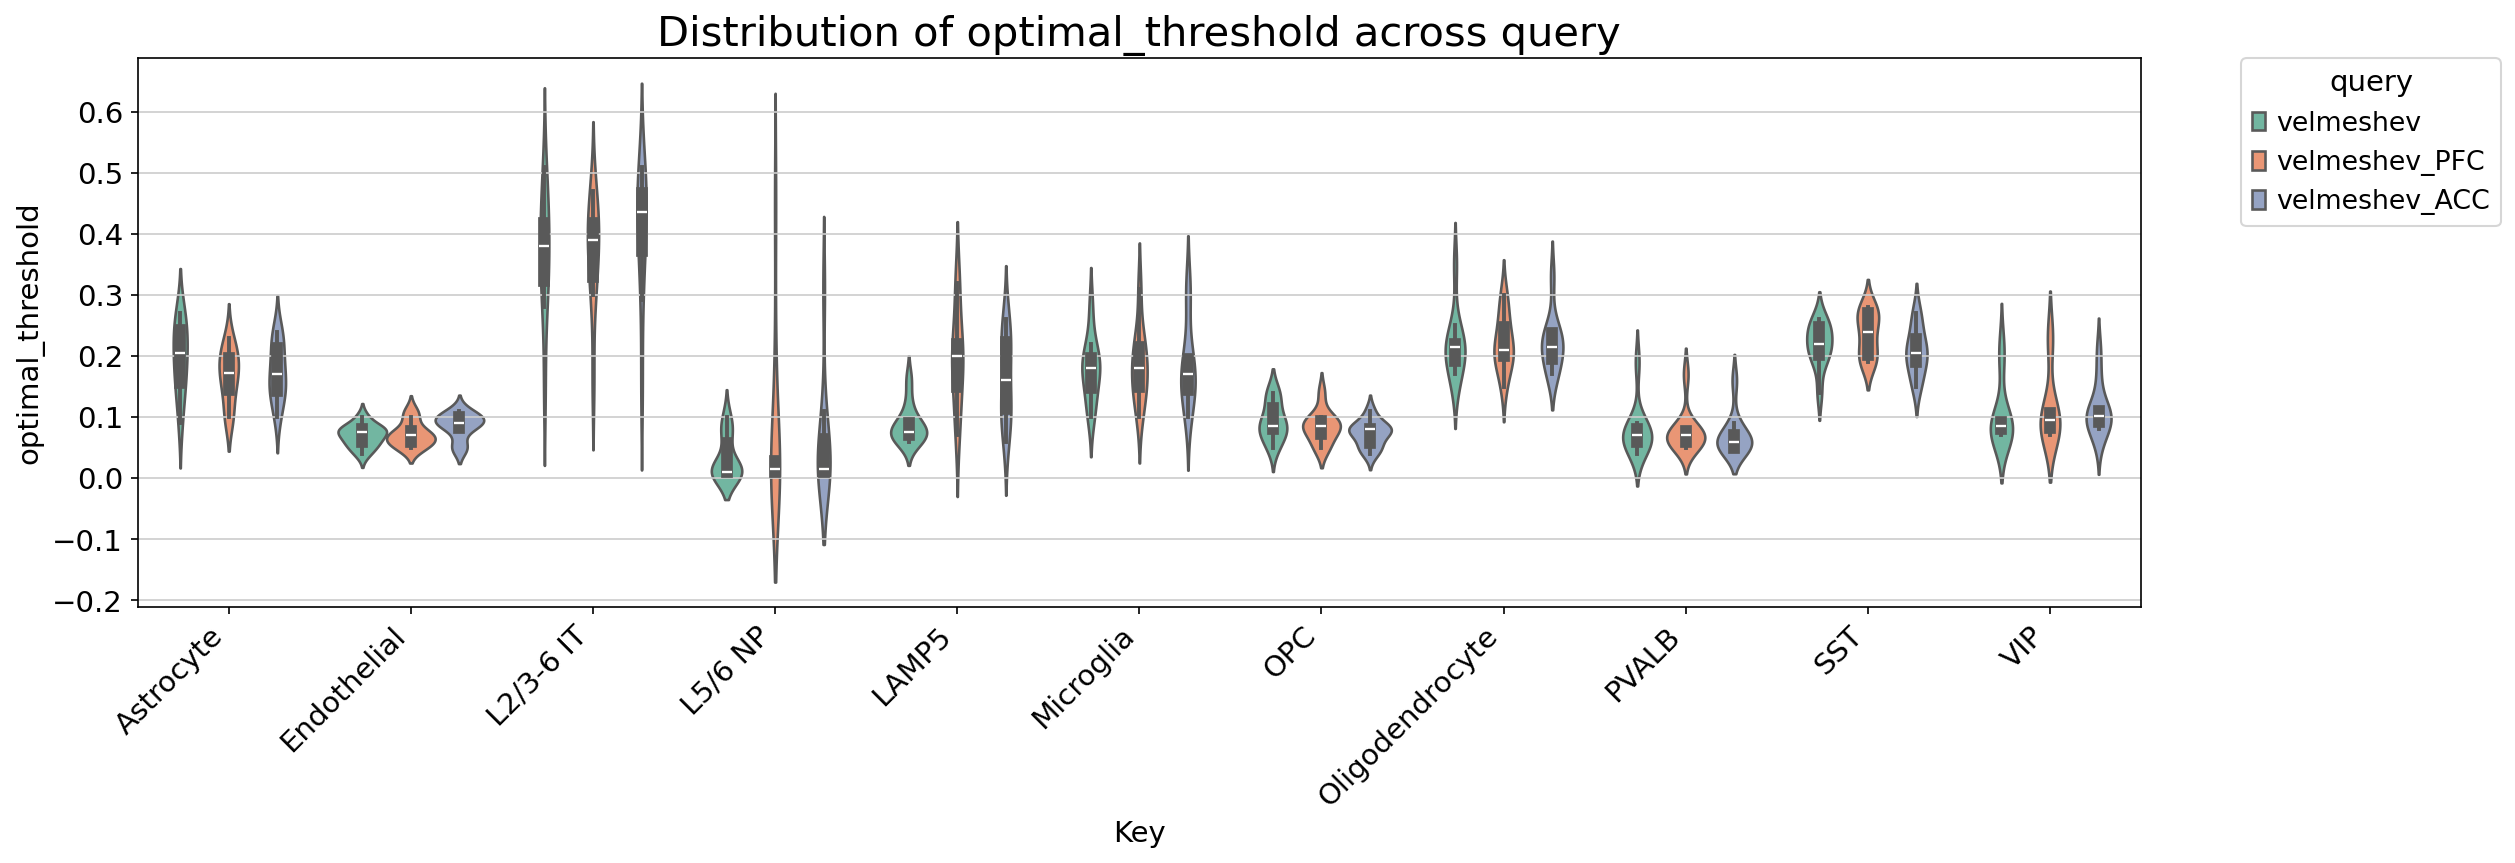 Distribution of optimal_threshold across query
optimal_threshold
0.6
0.5
0.4
0.3
0.2
0.1
0.0
−0.1
−0.2
Astrocyte
Endothelial
L2/3-6 IT
L5/6 NP
LAMP5
Microglia
OPC
Oligodendrocyte
PVALB
SST
VIP
Key
query
velmeshev
velmeshev_PFC
velmeshev_ACC